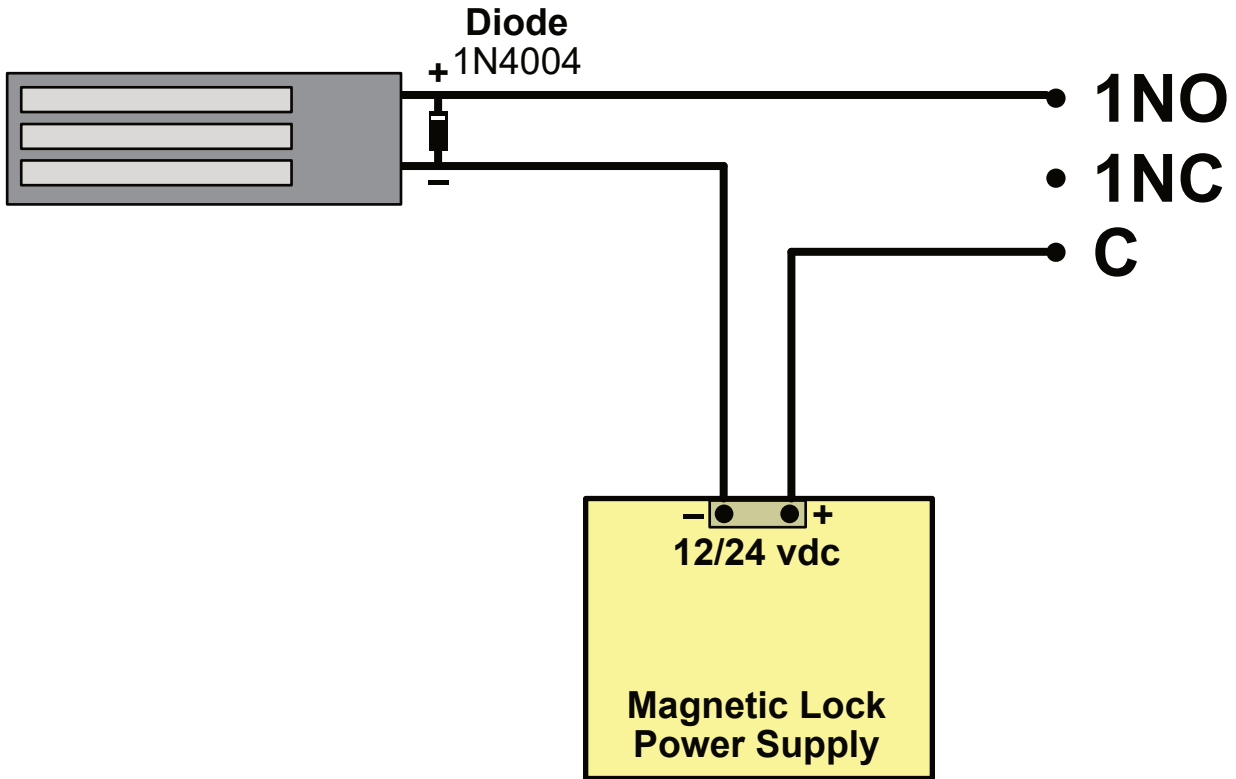 Diode
1N4004
+
–
1NO
1NC
C
– +
12/24 vdc
Magnetic Lock
Power Supply